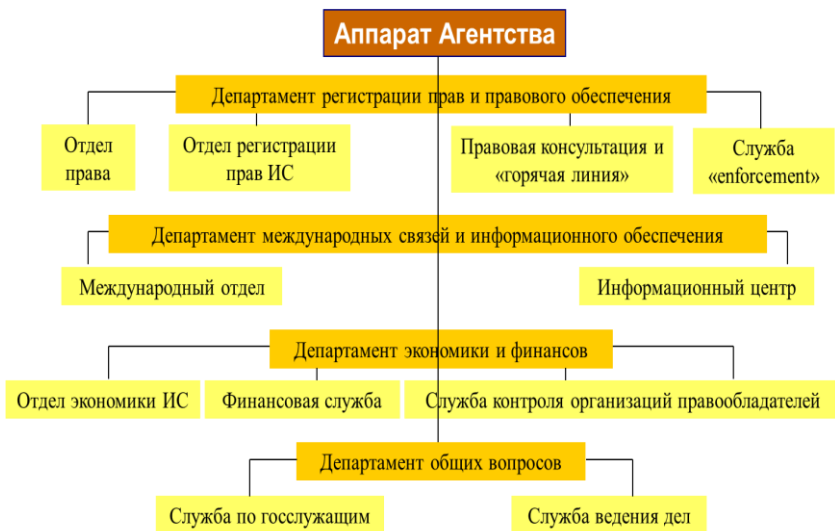 Аппарат Агентства
Департамент регистрации прав и правового обеспечения
Отдел
права
Отдел регистрации
прав ИС
Правовая консультация и
«горячая линия»
Служба
«enforcement»
Департамент международных связей и информационного обеспечения
Международный отдел
Информационный центр
Департамент экономики и финансов
Отдел экономики ИС
Финансовая служба
Служба контроля организаций правообладателей
Департамент общих вопросов
Служба по госслужащим
Служба ведения дел